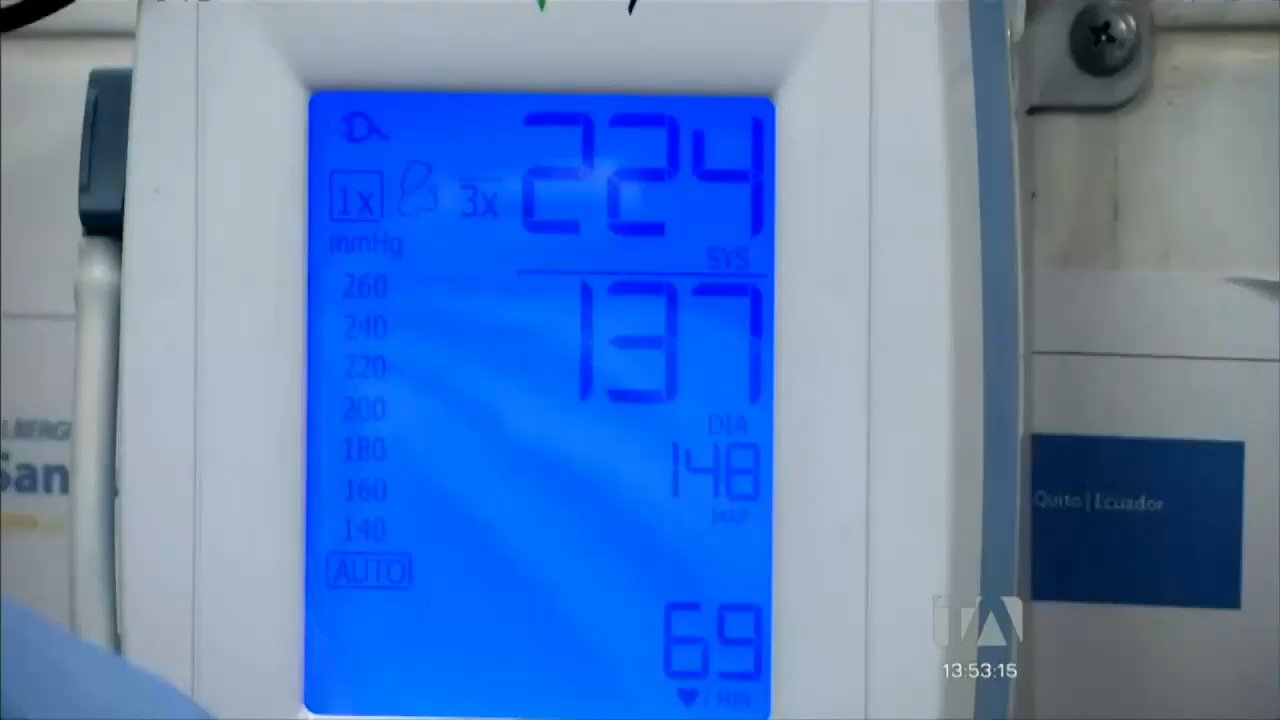 224
1x 3x
mmHg
SYS
260
240
220
200
180
160
140
AUTO
137
DIA
148
MAP
69
/ MIN
San
Quito | Ecuador
13:53:15